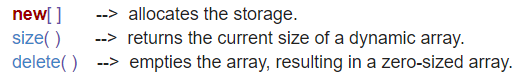 new[ ] --> allocates the storage.
size( ) --> returns the current size of a dynamic array.
delete( ) --> empties the array, resulting in a zero-sized array.